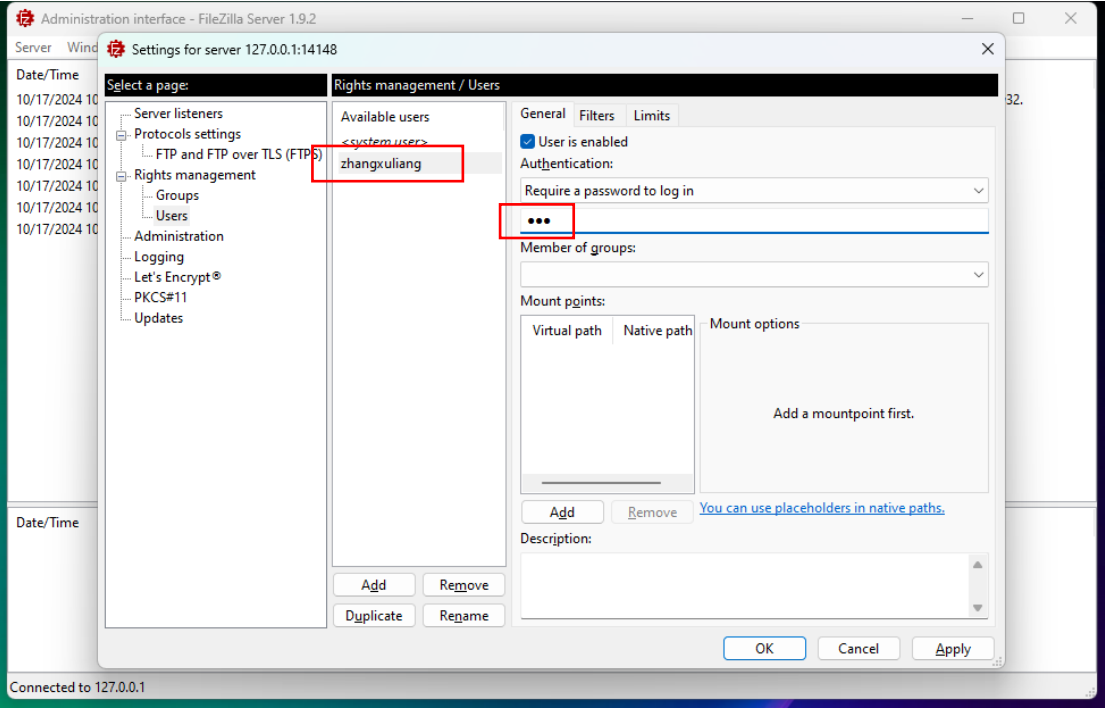 Administration interface - FileZilla Server 1.9.2
Server Wind
Settings for server 127.0.0.1:14148
Date/Time
10/17/2024 10
10/17/2024 10
10/17/2024 10
10/17/2024 10
10/17/2024 10
10/17/2024 10
10/17/2024 10
32.
Select a page:
Server listeners
Protocols settings
FTP and FTP over TLS (FTPS)
Rights management
Groups
Users
Administration
Logging
Let's Encrypt®
PKCS#11
Updates
Rights management / Users
Available users
<system user>
zhangxuliang
Add Remove
Duplicate Rename
General Filters Limits
User is enabled
Authentication:
Require a password to log in
•••
Member of groups:
Mount points:
Virtual path Native path
Mount options
Add a mountpoint first.
Add Remove
You can use placeholders in native paths.
Description:
OK Cancel Apply
Date/Time
Connected to 127.0.0.1